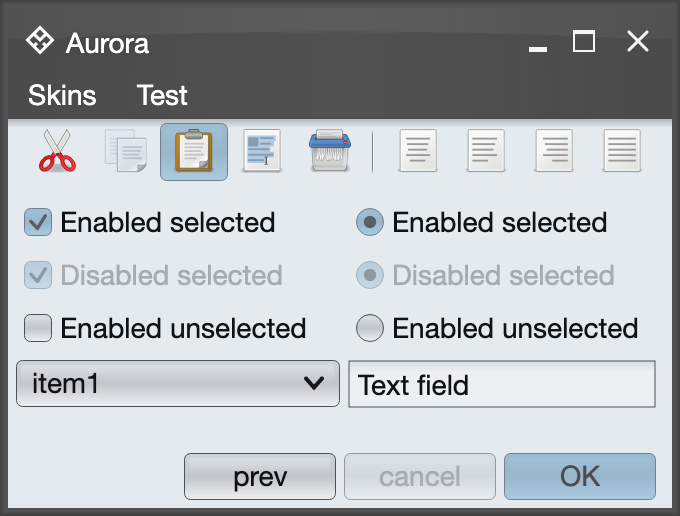 Aurora
Skins Test
Enabled selected Enabled selected
Disabled selected Disabled selected
Enabled unselected Enabled unselected
item1 Text field
prev cancel OK